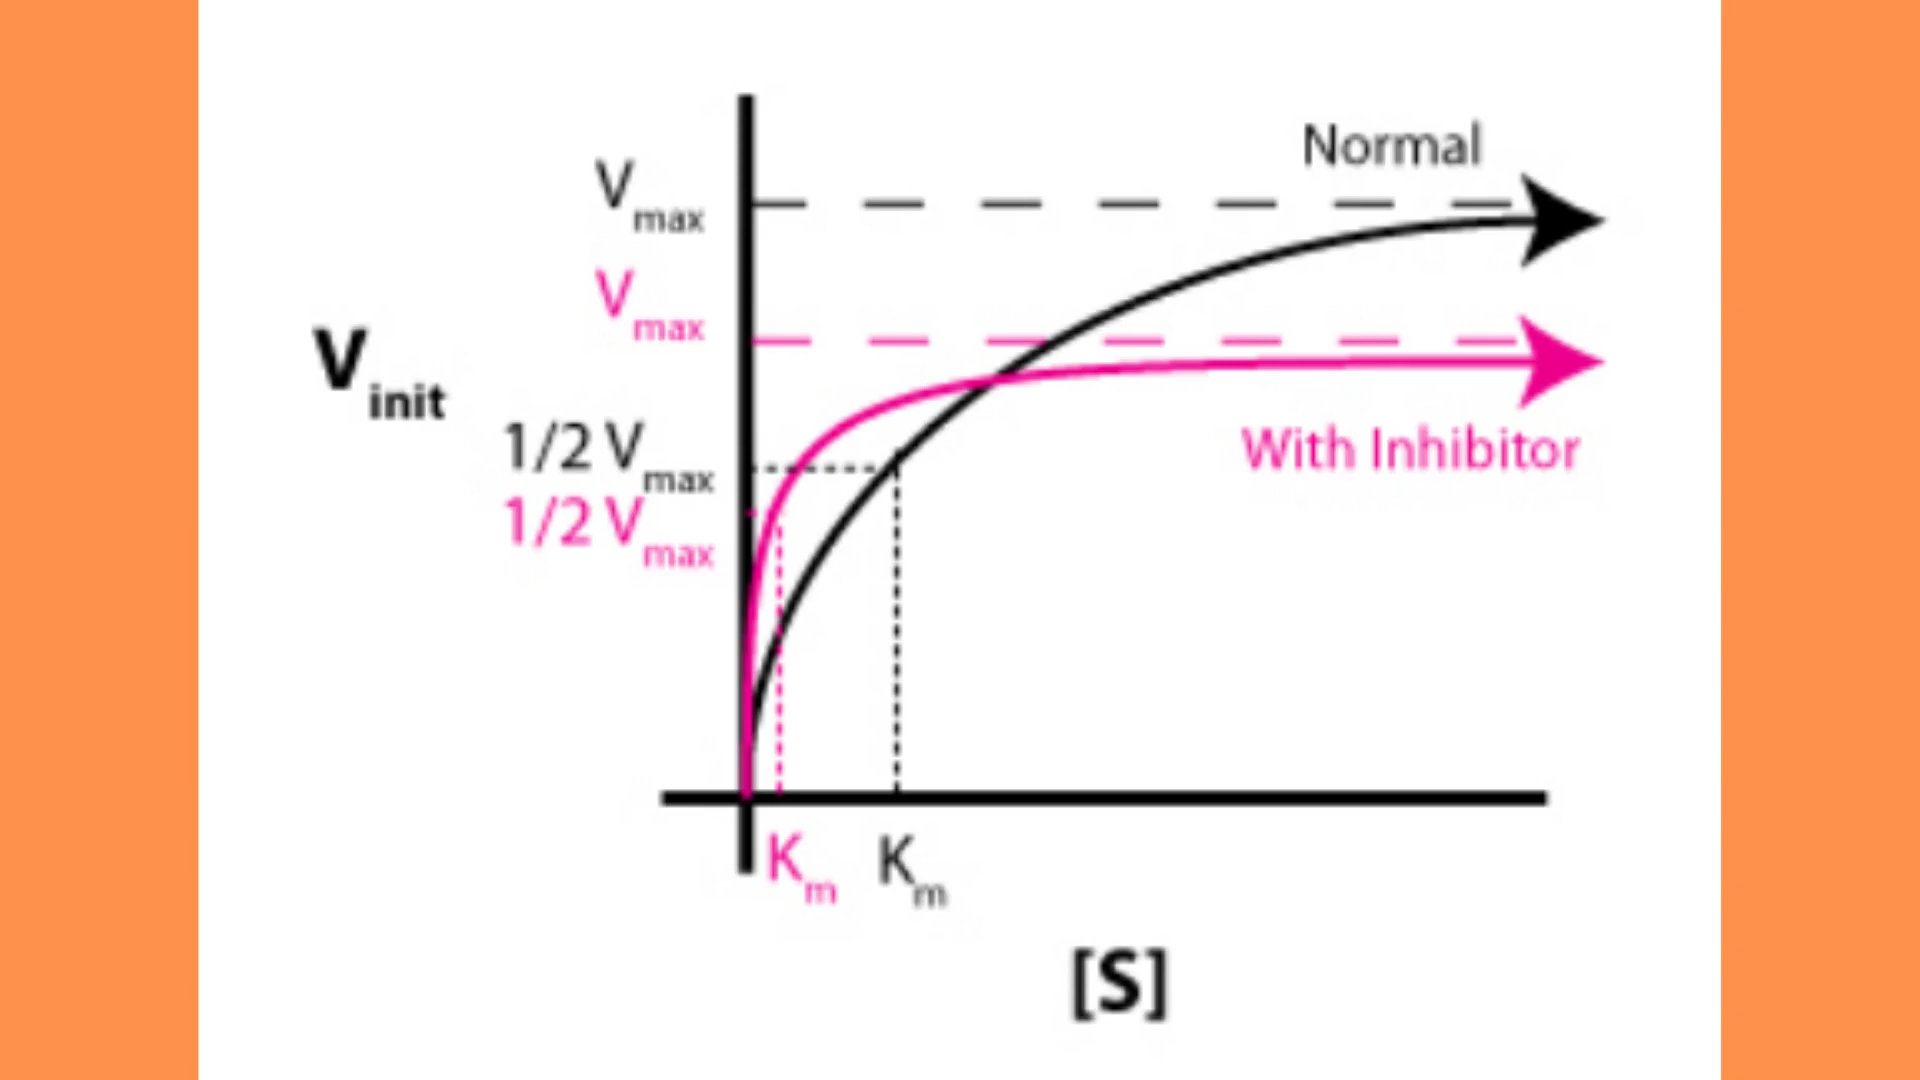 Normal
Vmax
Vmax
Vinit
1/2 Vmax
With Inhibitor
1/2 Vmax
Km Km
[S]